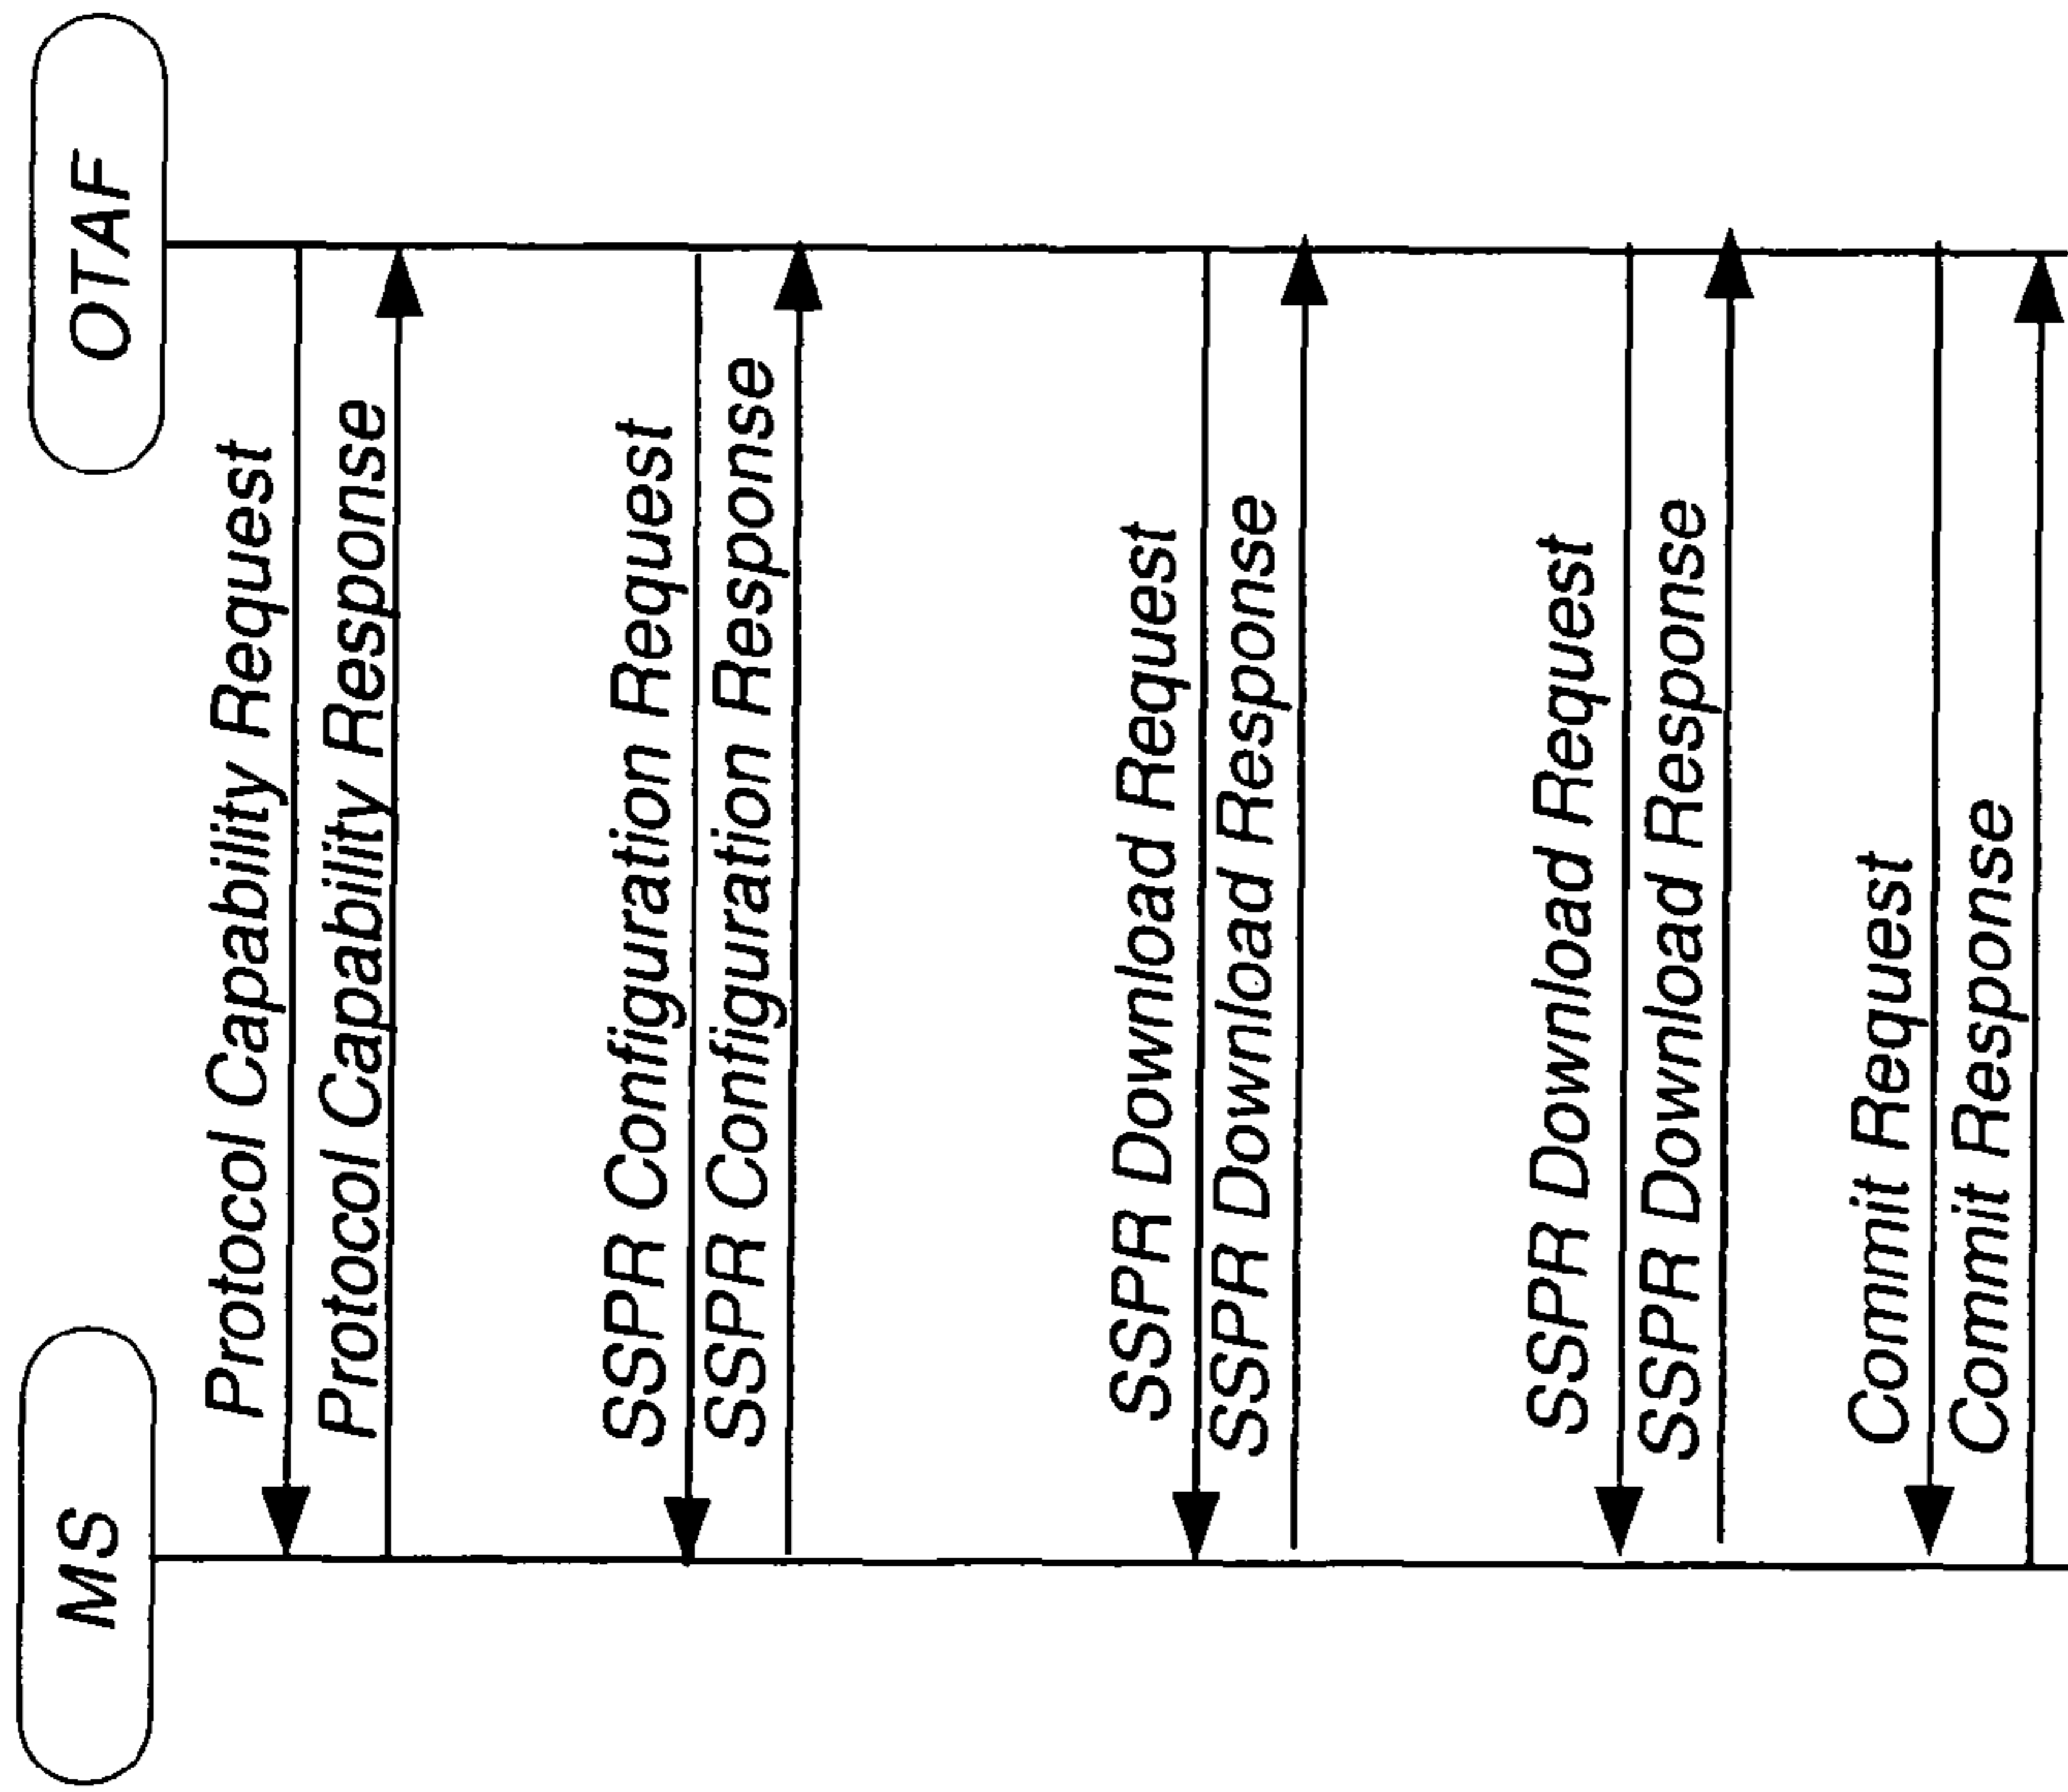 MS
OTAF
Protocol Capability Request
Protocol Capability Response
SSPR Configuration Request
SSPR Configuration Response
SSPR Download Request
SSPR Download Response
SSPR Download Request
SSPR Download Response
Commit Request
Commit Response